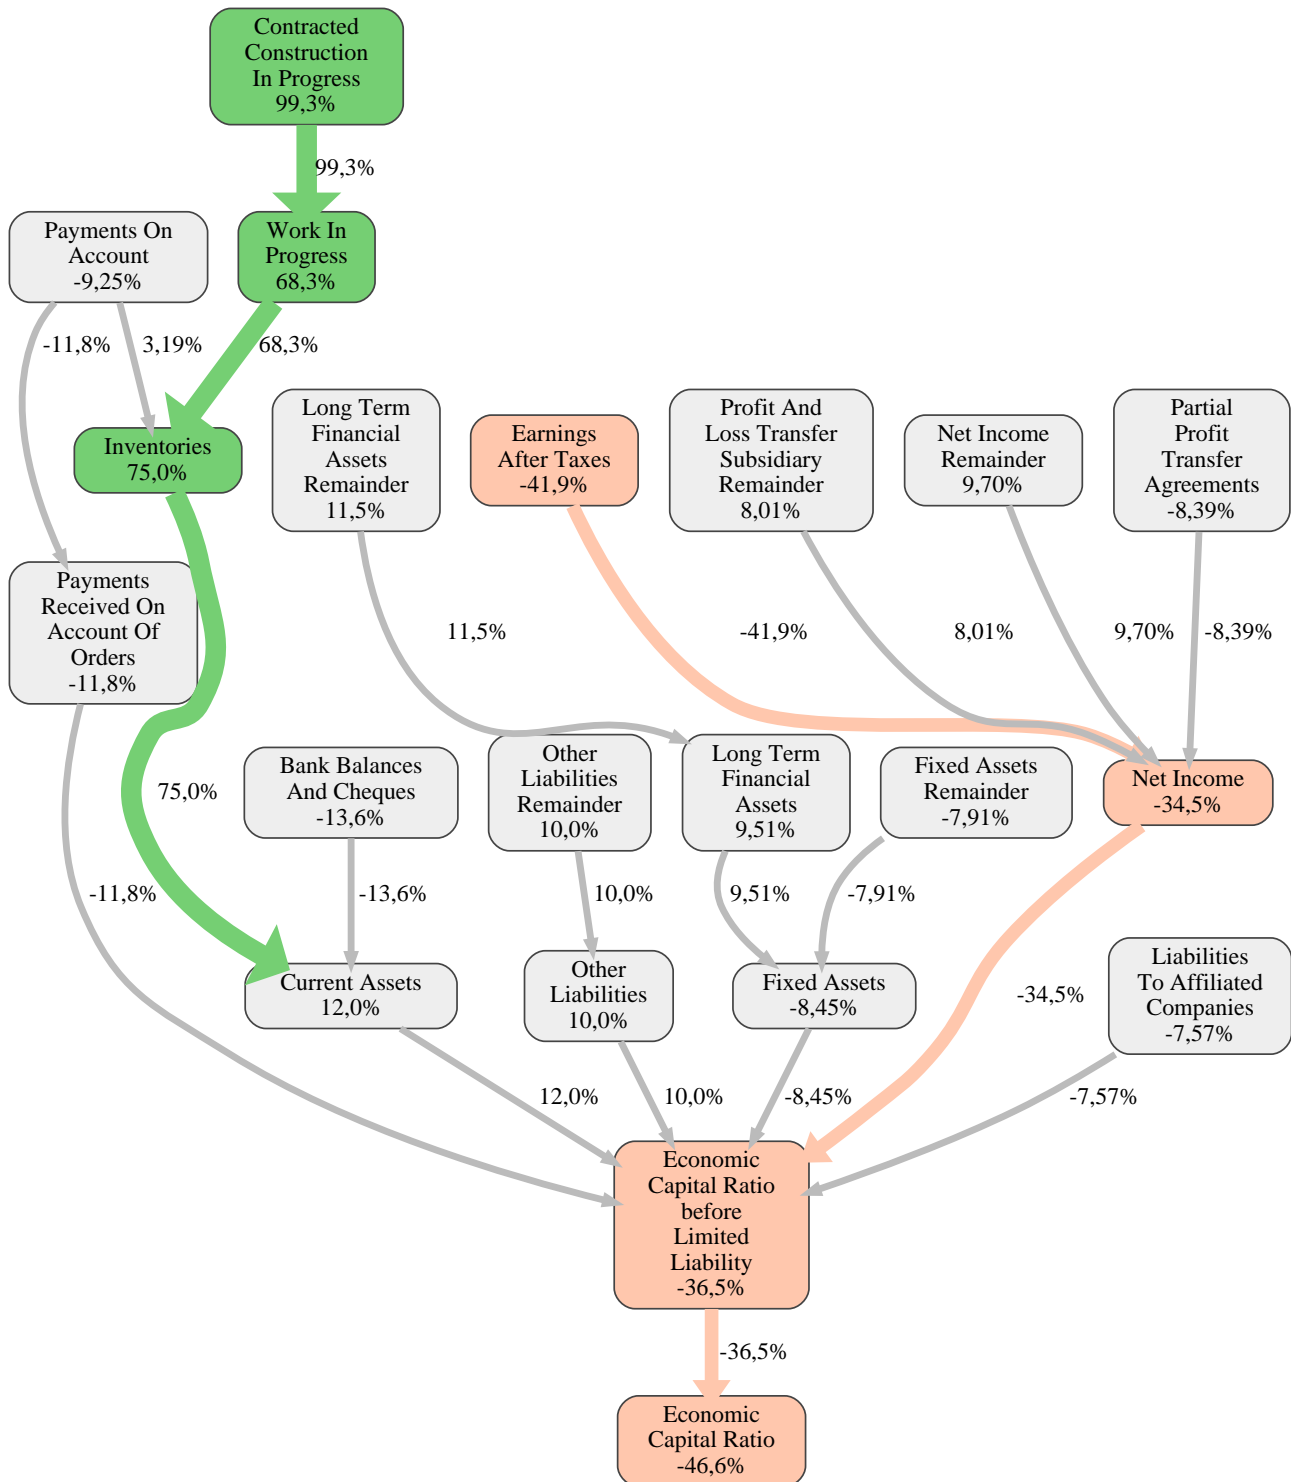 Contracted
Construction
In Progress
99,3%
99,3%
Payments On
Account
-9,25%
Work In
Progress
68,3%
-11,8%
3,19%
68,3%
Inventories
75,0%
Long Term
Financial
Assets
Remainder
11,5%
Earnings
After Taxes
-41,9%
Profit And
Loss Transfer
Subsidiary
Remainder
8,01%
Net Income
Remainder
9,70%
Partial
Profit
Transfer
Agreements
-8,39%
Payments
Received On
Account Of
Orders
-11,8%
11,5%
-41,9%
8,01%
9,70%
-8,39%
75,0%
Bank Balances
And Cheques
-13,6%
Other
Liabilities
Remainder
10,0%
Long Term
Financial
Assets
9,51%
Fixed Assets
Remainder
-7,91%
Net Income
-34,5%
-11,8%
-13,6%
10,0%
9,51%
-7,91%
Current Assets
12,0%
Other
Liabilities
10,0%
Fixed Assets
-8,45%
-34,5%
Liabilities
To Affiliated
Companies
-7,57%
12,0%
10,0%
-8,45%
-7,57%
Economic
Capital Ratio
before
Limited
Liability
-36,5%
-36,5%
Economic
Capital Ratio
-46,6%